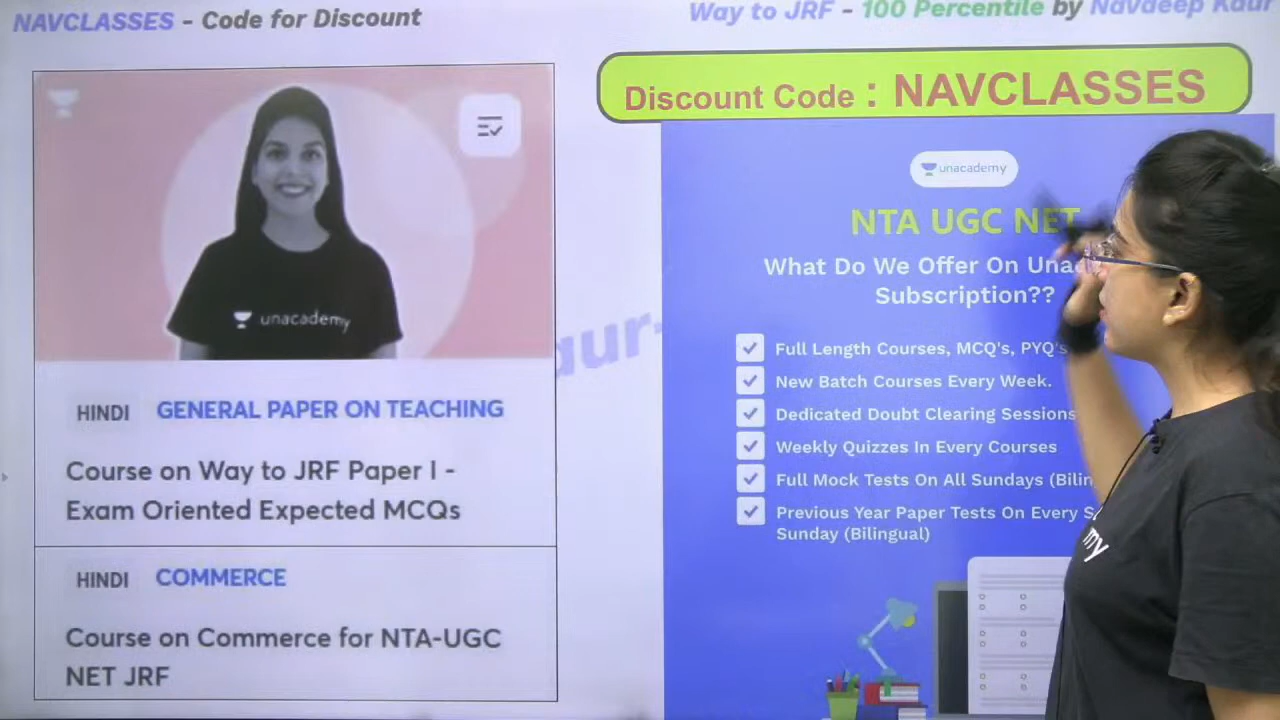 NAVCLASSES - Code for Discount
Way to JRF - 100 Percentile by Navdeep Kaur
Discount Code : NAVCLASSES
unacademy
HINDI GENERAL PAPER ON TEACHING
Course on Way to JRF Paper I -
Exam Oriented Expected MCQs
HINDI COMMERCE
Course on Commerce for NTA-UGC
NET JRF
unacademy
NTA UGC NET
What Do We Offer On
Subscription??
Full Length Courses, MCQ's, PYQ's
New Batch Courses Every Week.
Dedicated Doubt Clearing Sessions
Weekly Quizzes In Every Courses
Full Mock Tests On All Sundays
Previous Year Paper Tests On Every
Sunday (Bilingual)